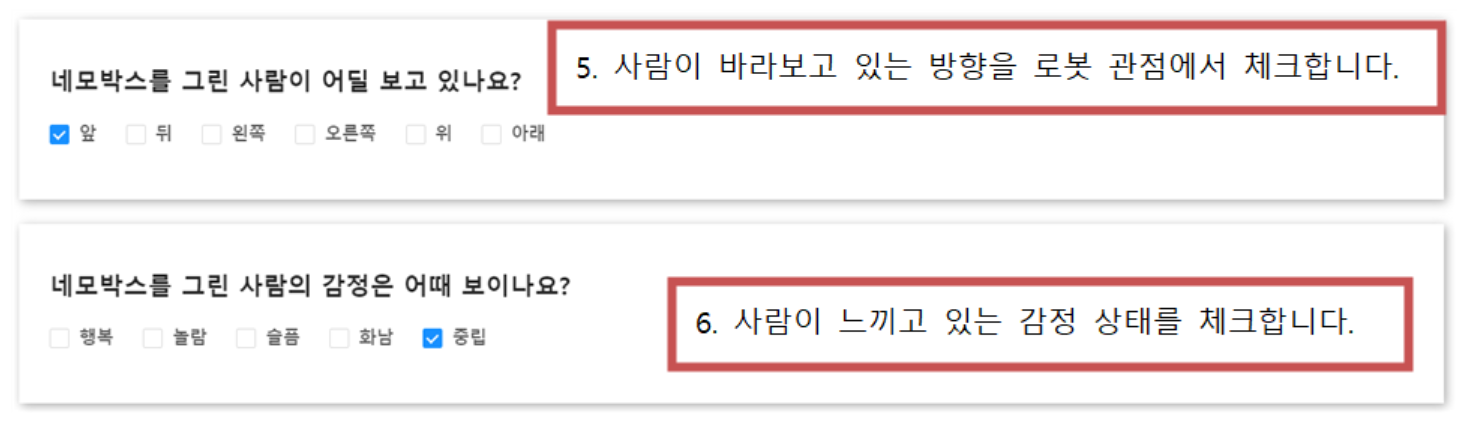 네모박스를 그린 사람이 어딜 보고 있나요?
5. 사람이 바라보고 있는 방향을 로봇 관점에서 체크합니다.
앞 뒤 왼쪽 오른쪽 위 아래
네모박스를 그린 사람의 감정은 어때 보이나요?
6. 사람이 느끼고 있는 감정 상태를 체크합니다.
행복 놀람 슬픔 화남 중립